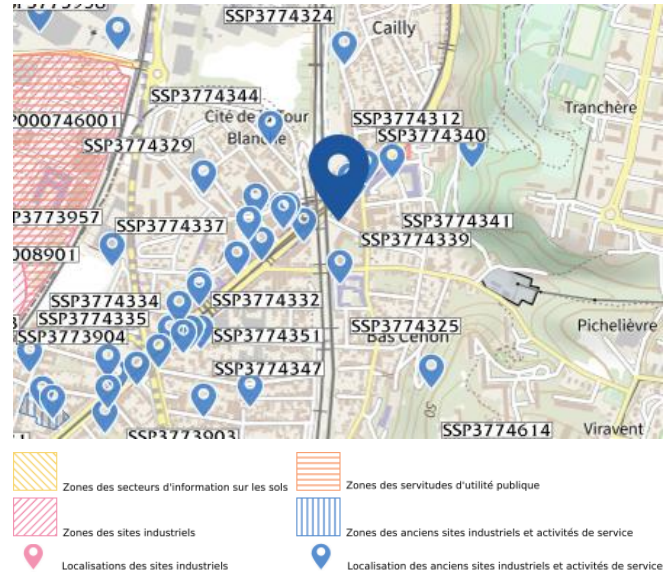 SSP3774324
Cailly
SSP3774344
Cité de
our
Blanche
SSP3774312
Tranchère
P000746001
SSP3774340
SSP3774329
P3773957
SSP3774337
SSP3774341
SSP3774339
008901
SSP3774334
SSP3774332
SSP3774335
SSP3774325
SSP3773904
SSP3774351
Bas Cenon
Pichelièvre
SSP3774347
50
SSP3773903
SSP3774614
Viravent
Zones des secteurs d'information sur les sols
Zones des servitudes d'utilité publique
Zones des sites industriels
Zones des anciens sites industriels et activités de service
Localisations des sites industriels
Localisation des anciens sites industriels et activités de service